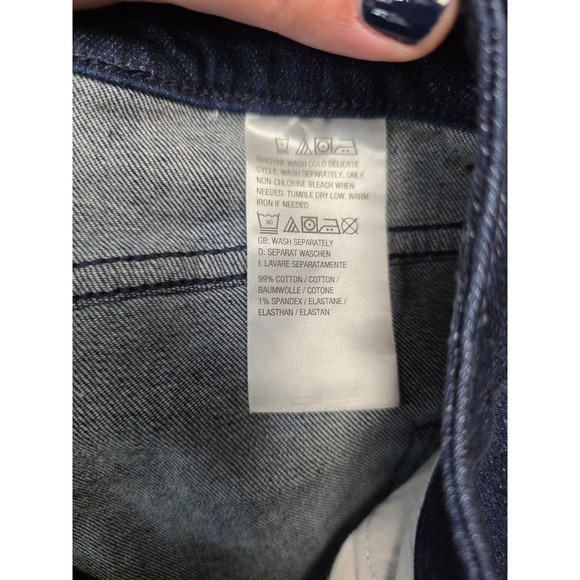 MACHINE WASH COLD DELICATE
CYCLE. WASH SEPARATELY. ONLY
NON-CHLORINE BLEACH WHEN
NEEDED. TUMBLE DRY LOW. WARM
IRON IF NEEDED
30
GB: WASH SEPARATELY
D: SEPARAT WASCHEN
I: LAVARE SEPARATAMENTE
99% COTTON / COTTON /
BAUMWOLLE / COTONE
1% SPANDEX / ELASTANE /
ELASTHAN / ELASTAN